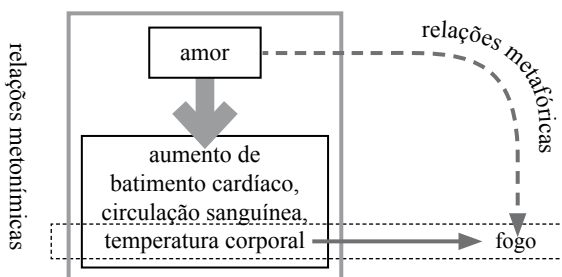 relações metonímicas
amor
relações metafóricas
aumento de
batimento cardíaco,
circulação sanguínea,
temperatura corporal
fogo